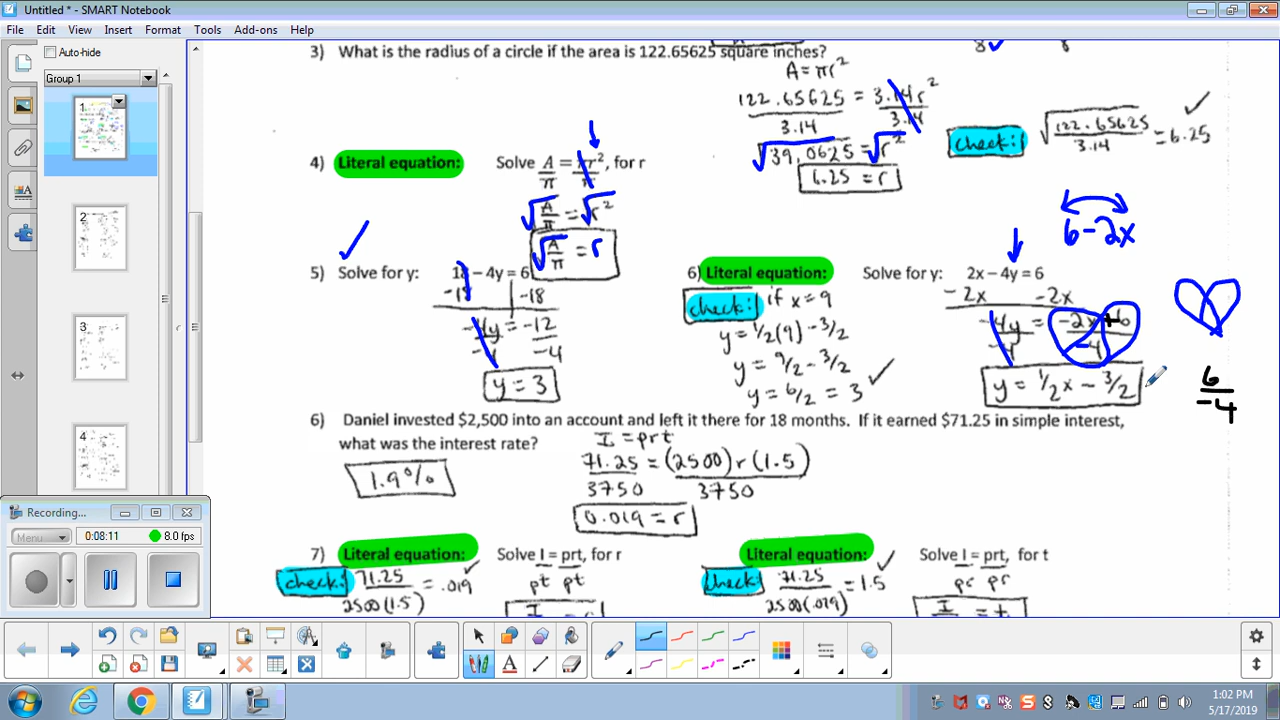 Untitled * - SMART Notebook
File Edit View Insert Format Tools Add-ons Help
Auto-hide
Group 1
1
2
3
4
3) What is the radius of a circle if the area is 122.65625 square inches?
A = πr²
122.65625 = 3.14r²
3.14 3.14
√39.0625 = √r²
6.25 = r
check:
√122.65625/3.14 = 6.25 ✓
4) Literal equation: Solve A = πr², for r
π π
√A/π = √r²
√A/π = r
6 - 2x
5) Solve for y: 18 – 4y = 6
-18 -18
-4y = -12
-4 -4
y = 3
6) Literal equation: Solve for y: 2x – 4y = 6
- 2x -2x
-4y = -2x + 6
-4 -4
y = 1/2x - 3/2
check: if x = 9
y = 1/2(9) - 3/2
y = 9/2 - 3/2
y = 6/2 = 3 ✓
6
-4
6) Daniel invested $2,500 into an account and left it there for 18 months. If it earned $71.25 in simple interest,
what was the interest rate?
I = prt
71.25 = (2500) r (1.5)
3750 3750
0.019 = r
1.9%
7) Literal equation: Solve I = prt, for r
pt pt
check: 71.25 = .019 ✓
2500(1.5)
Literal equation: Solve I = prt, for t
pr pr
check: 71.25 = 1.5 ✓
2500(.019)
I = t
Recording...
Menu
0:08:11
8.0 fps
A
1:02 PM
5/17/2019